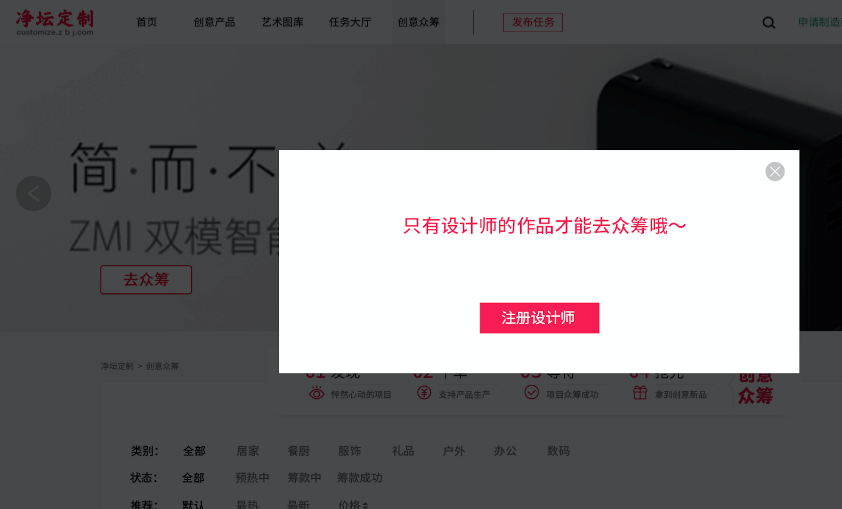 净坛定制
customize.zbj.com
首页 创意产品 艺术图库 任务大厅 创意众筹 发布任务 申请制造
简·而·不
ZMI 双模智能
去众筹
只有设计师的作品才能去众筹哦～
注册设计师
净坛定制 > 创意众筹
01 发现 02 下单 03 等待 04 抢先
怦然心动的项目 支持产品生产 项目众筹成功 拿到创意新品
创意
众筹
类别： 全部 居家 餐厨 服饰 礼品 户外 办公 数码
状态： 全部 预热中 筹款中 筹款成功
推荐： 默认 最热 最新 价格